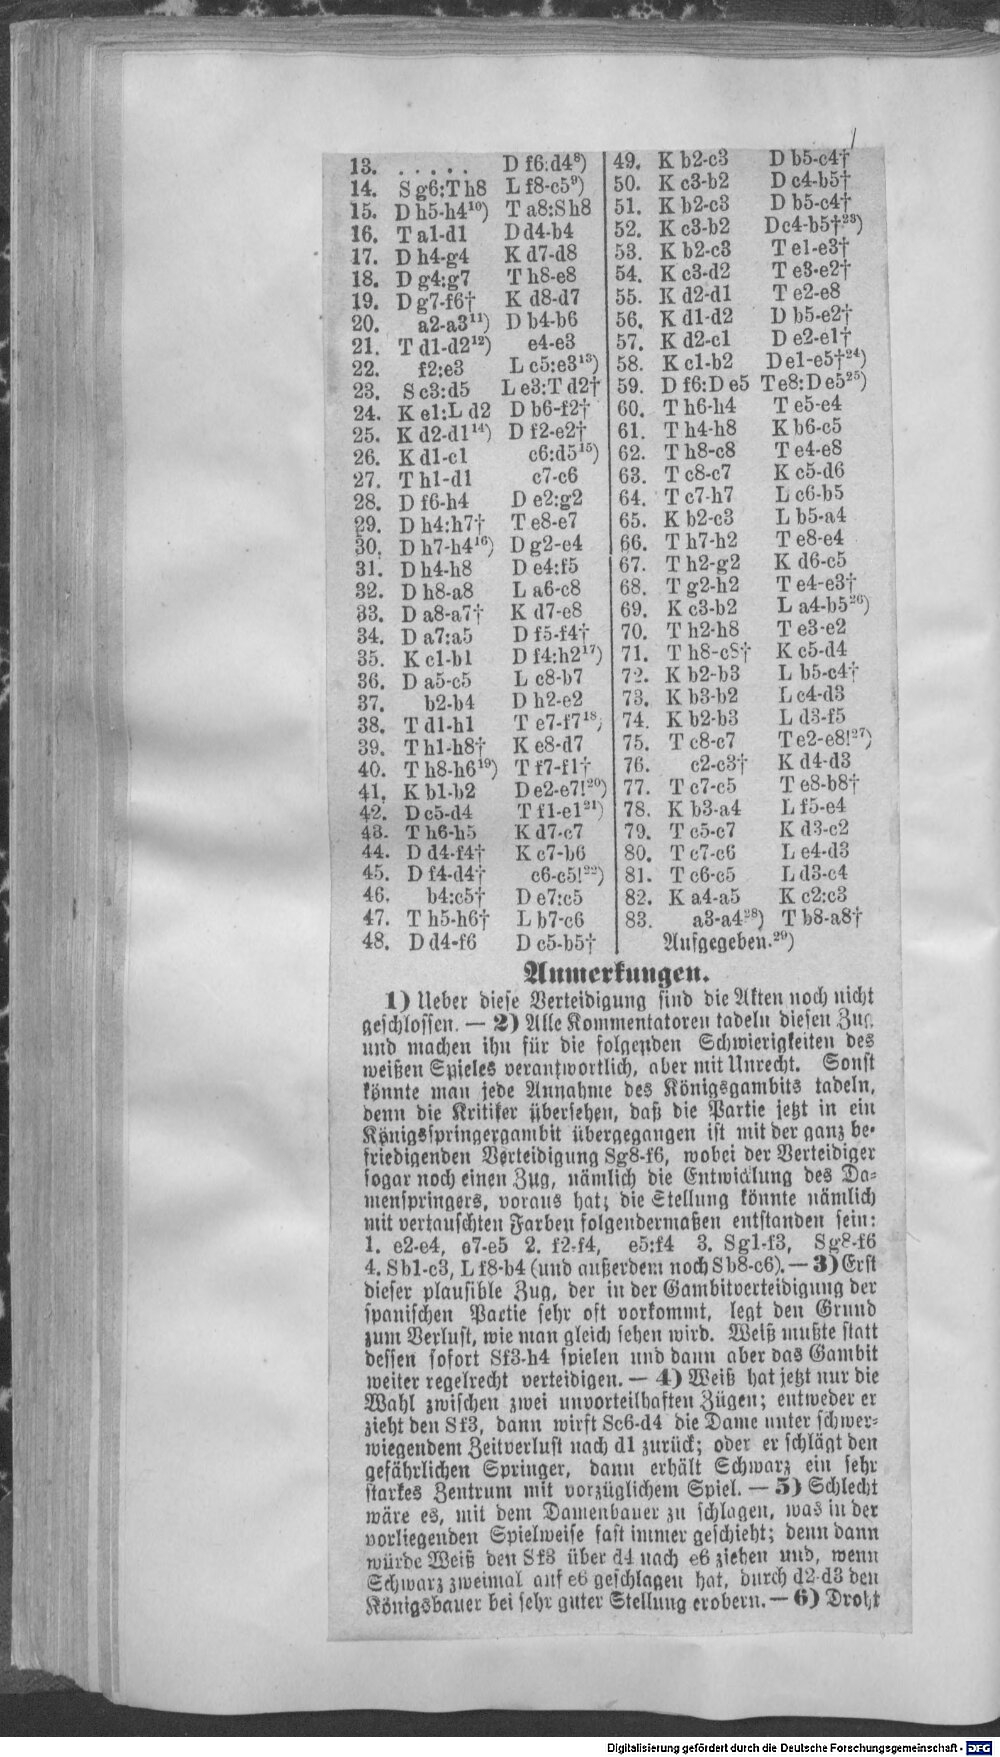 13. . . . . . D f6:d4⁸)
14. S g6:T h8 L f8-c5⁹)
15. D h5-h4¹⁰) T a8:S h8
16. T a1-d1 D d4-b4
17. D h4-g4 K d7-d8
18. D g4:g7 T h8-e8
19. D g7-f6† K d8-d7
20. a2-a3¹¹) D b4-b6
21. T d1-d2¹²) e4-e3
22. f2:e3 L c5:e3¹³)
23. S c3:d5 L e3:T d2†
24. K e1:L d2 D b6-f2†
25. K d2-d1¹⁴) D f2-e2†
26. K d1-c1 c6:d5¹⁵)
27. T h1-d1 c7-c6
28. D f6-h4 D e2:g2
29. D h4:h7† T e8-e7
30. D h7-h4¹⁶) D g2-e4
31. D h4-h8 D e4:f5
32. D h8-a8 L a6-c8
33. D a8-a7† K d7-e8
34. D a7:a5 D f5-f4†
35. K c1-b1 D f4:h2¹⁷)
36. D a5-c5 L c8-b7
37. b2-b4 D h2-e2
38. T d1-h1 T e7-f7¹⁸)
39. T h1-h8† K e8-d7
40. T h8-h6¹⁹) T f7-f1†
41. K b1-b2 D e2-e7!²⁰)
42. D c5-d4 T f1-e1²¹)
43. T h6-h5 K d7-c7
44. D d4-f4† K c7-b6
45. D f4-d4† c6-c5!²²)
46. b4:c5† D e7:c5
47. T h5-h6† L b7-c6
48. D d4-f6 D c5-b5†
49. K b2-c3 D b5-c4†
50. K c3-b2 D c4-b5†
51. K b2-c3 D b5-c4†
52. K c3-b2 D c4-b5†²³)
53. K b2-c3 T e1-e3†
54. K c3-d2 T e3-e2†
55. K d2-d1 T e2-e8
56. K d1-d2 D b5-e2†
57. K d2-c1 D e2-e1†
58. K c1-b2 D e1-e5†²⁴)
59. D f6:D e5 T e8:D e5²⁵)
60. T h6-h4 T e5-e4
61. T h4-h8 K b6-c5
62. T h8-c8 T e4-e8
63. T c8-c7 K c5-d6
64. T c7-h7 L c6-b5
65. K b2-c3 L b5-a4
66. T h7-h2 T e8-e4
67. T h2-g2 K d6-c5
68. T g2-h2 T e4-e3†
69. K c3-b2 L a4-b5²⁶)
70. T h2-h8 T e3-e2
71. T h8-c8† K c5-d4
72. K b2-b3 L b5-c4†
73. K b3-b2 L c4-d3
74. K b2-b3 L d3-f5
75. T c8-c7 T e2-e8!²⁷)
76. c2-c3† K d4-d3
77. T c7-c5 T e8-b8†
78. K b3-a4 L f5-e4
79. T c5-c7 K d3-c2
80. T c7-c6 L e4-d3
81. T c6-c5 L d3-c4
82. K a4-a5 K c2:c3
83. a3-a4²⁸) T b8-a8†
Aufgegeben.²⁹)
Anmerkungen.
1) Ueber diese Verteidigung sind die Akten noch nicht
geschlossen. — 2) Alle Kommentatoren tadeln diesen Zug
und machen ihn für die folgenden Schwierigkeiten des
weißen Spieles verantwortlich, aber mit Unrecht. Sonst
könnte man jede Annahme des Königsgambits tadeln,
denn die Kritiker übersehen, daß die Partie jetzt in ein
Königsspringergambit übergegangen ist mit der ganz be-
friedigenden Verteidigung Sg8-f6, wobei der Verteidiger
sogar noch einen Zug, nämlich die Entwicklung des Da-
menspringers, voraus hat; die Stellung könnte nämlich
mit vertauschten Farben folgendermaßen entstanden sein:
1. e2-e4, e7-e5 2. f2-f4, e5:f4 3. Sg1-f3, Sg8-f6
4. Sb1-c3, L f8-b4 (und außerdem noch Sb8-c6). — 3) Erst
dieser plausible Zug, der in der Gambitverteidigung der
spanischen Partie sehr oft vorkommt, legt den Grund
zum Verlust, wie man gleich sehen wird. Weiß mußte statt
dessen sofort Sf3-h4 spielen und dann aber das Gambit
weiter regelrecht verteidigen. — 4) Weiß hat jetzt nur die
Wahl zwischen zwei unvorteilhaften Zügen; entweder er
zieht den Sf3, dann wirft Sc6-d4 die Dame unter schwer-
wiegendem Zeitverlust nach d1 zurück; oder er schlägt den
gefährlichen Springer, dann erhält Schwarz ein sehr
starkes Zentrum mit vorzüglichem Spiel. — 5) Schlecht
wäre es, mit dem Damenbauer zu schlagen, was in der
vorliegenden Spielweise fast immer geschieht; denn dann
würde Weiß den Sf3 über d4 nach e6 ziehen und, wenn
Schwarz zweimal auf e6 geschlagen hat, durch d2-d3 den
Königsbauer bei sehr guter Stellung erobern. — 6) Droht
Digitalisierung gefördert durch die Deutsche Forschungsgemeinschaft - DFG